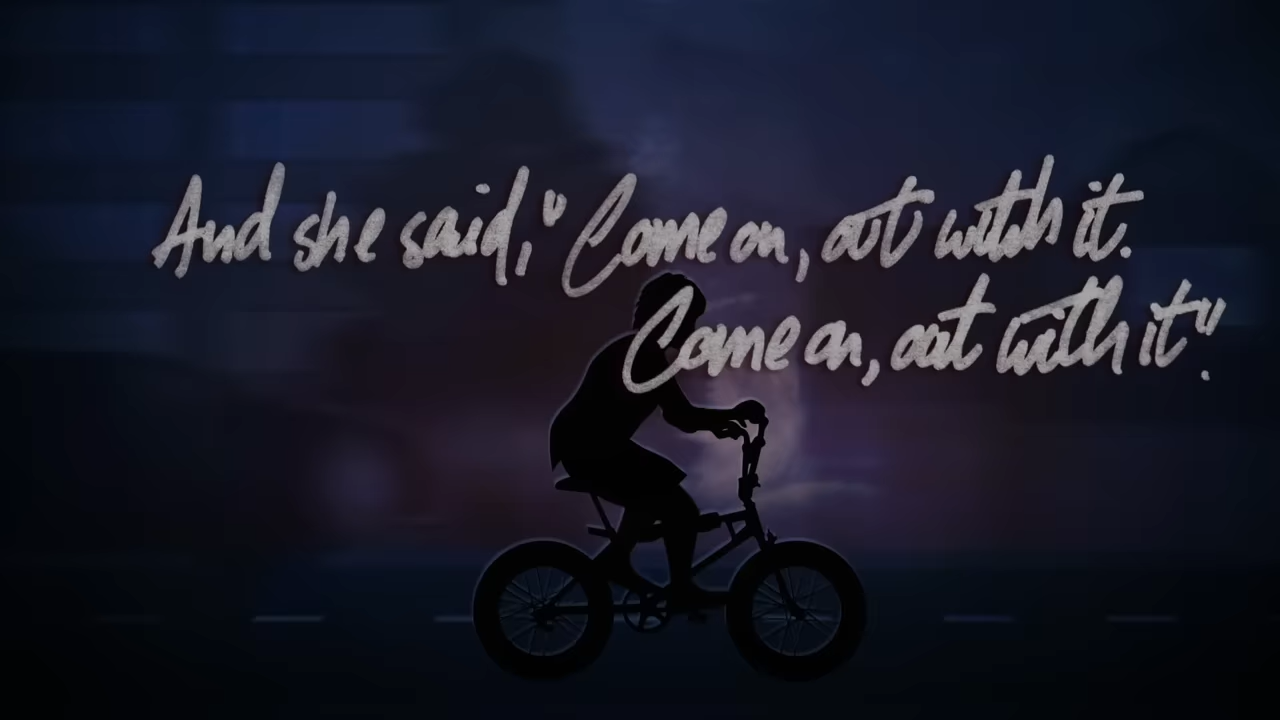 And she said, "Come on, out with it.
Come on, out with it".